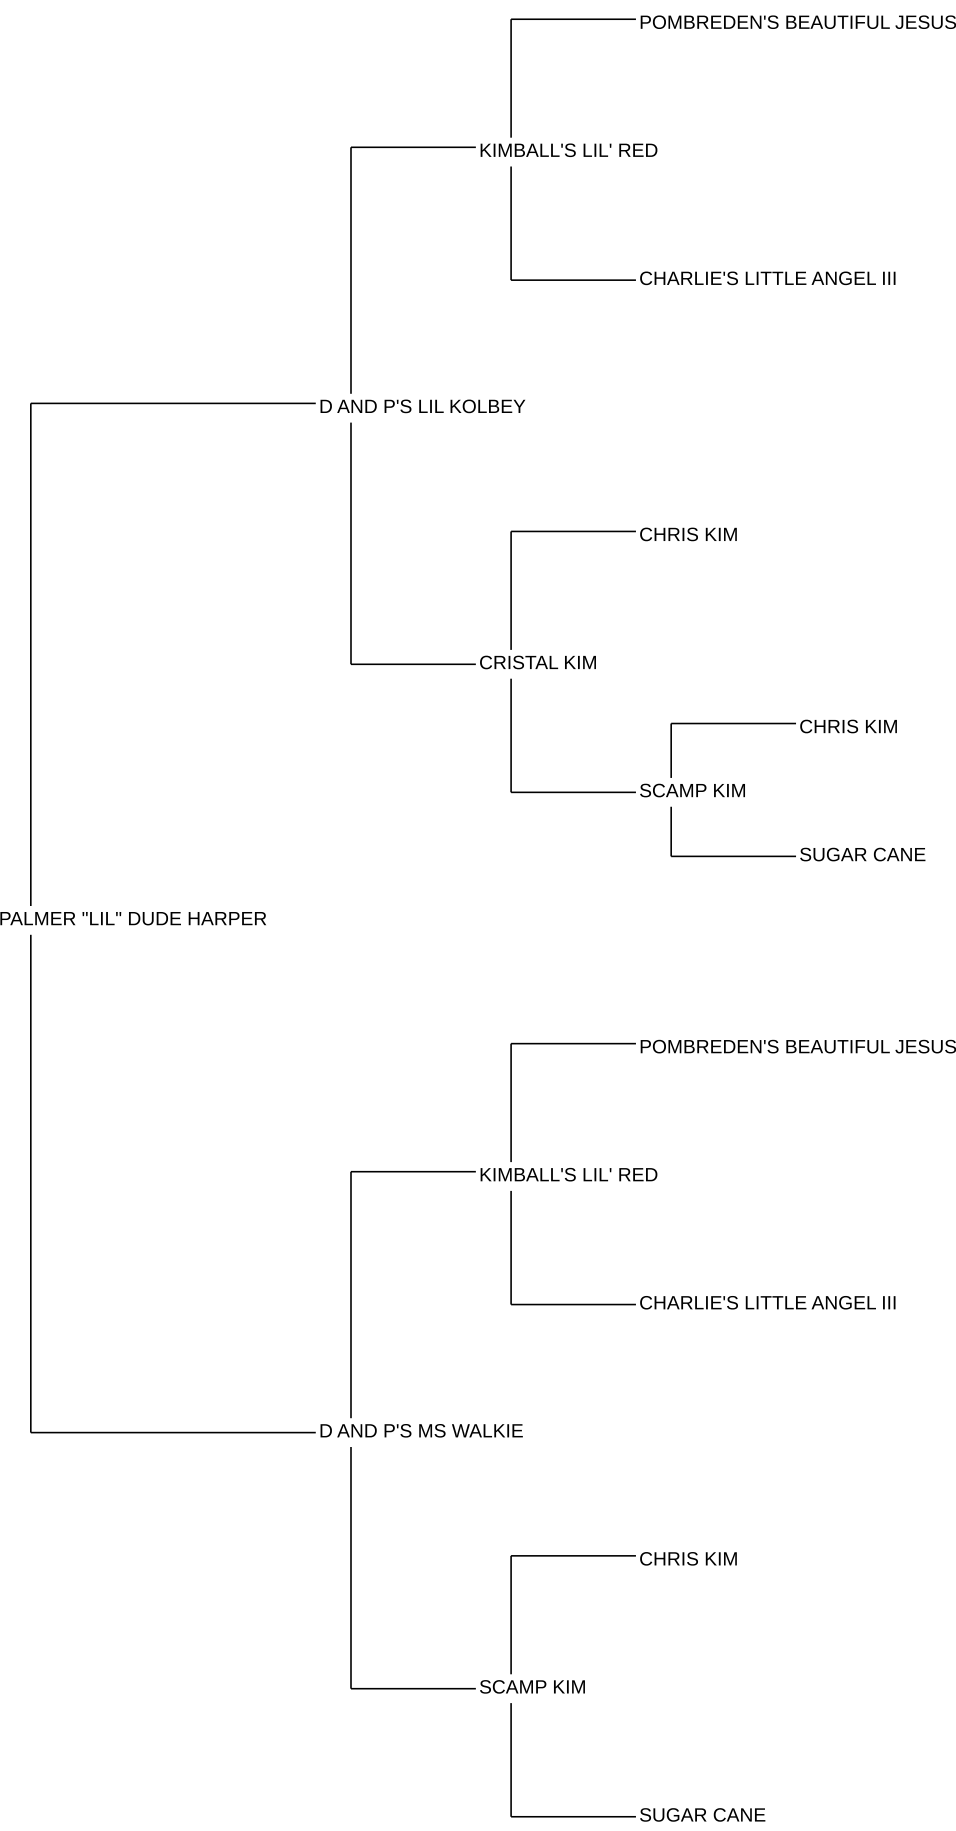 POMBREDEN'S BEAUTIFUL JESUS
KIMBALL'S LIL' RED
CHARLIE'S LITTLE ANGEL III
D AND P'S LIL KOLBEY
CHRIS KIM
CRISTAL KIM
CHRIS KIM
SCAMP KIM
SUGAR CANE
PALMER "LIL" DUDE HARPER
POMBREDEN'S BEAUTIFUL JESUS
KIMBALL'S LIL' RED
CHARLIE'S LITTLE ANGEL III
D AND P'S MS WALKIE
CHRIS KIM
SCAMP KIM
SUGAR CANE